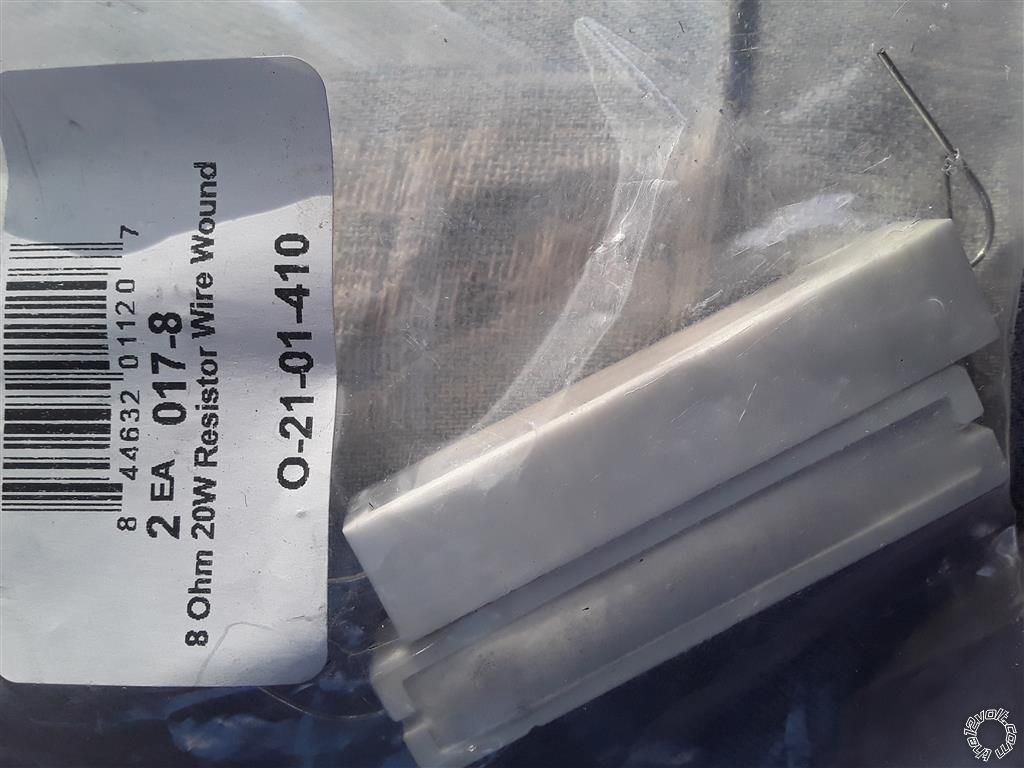 8 44632 01120 7
2 EA 017-8
8 Ohm 20W Resistor Wire Wound
O-21-01-410
the12volt.com